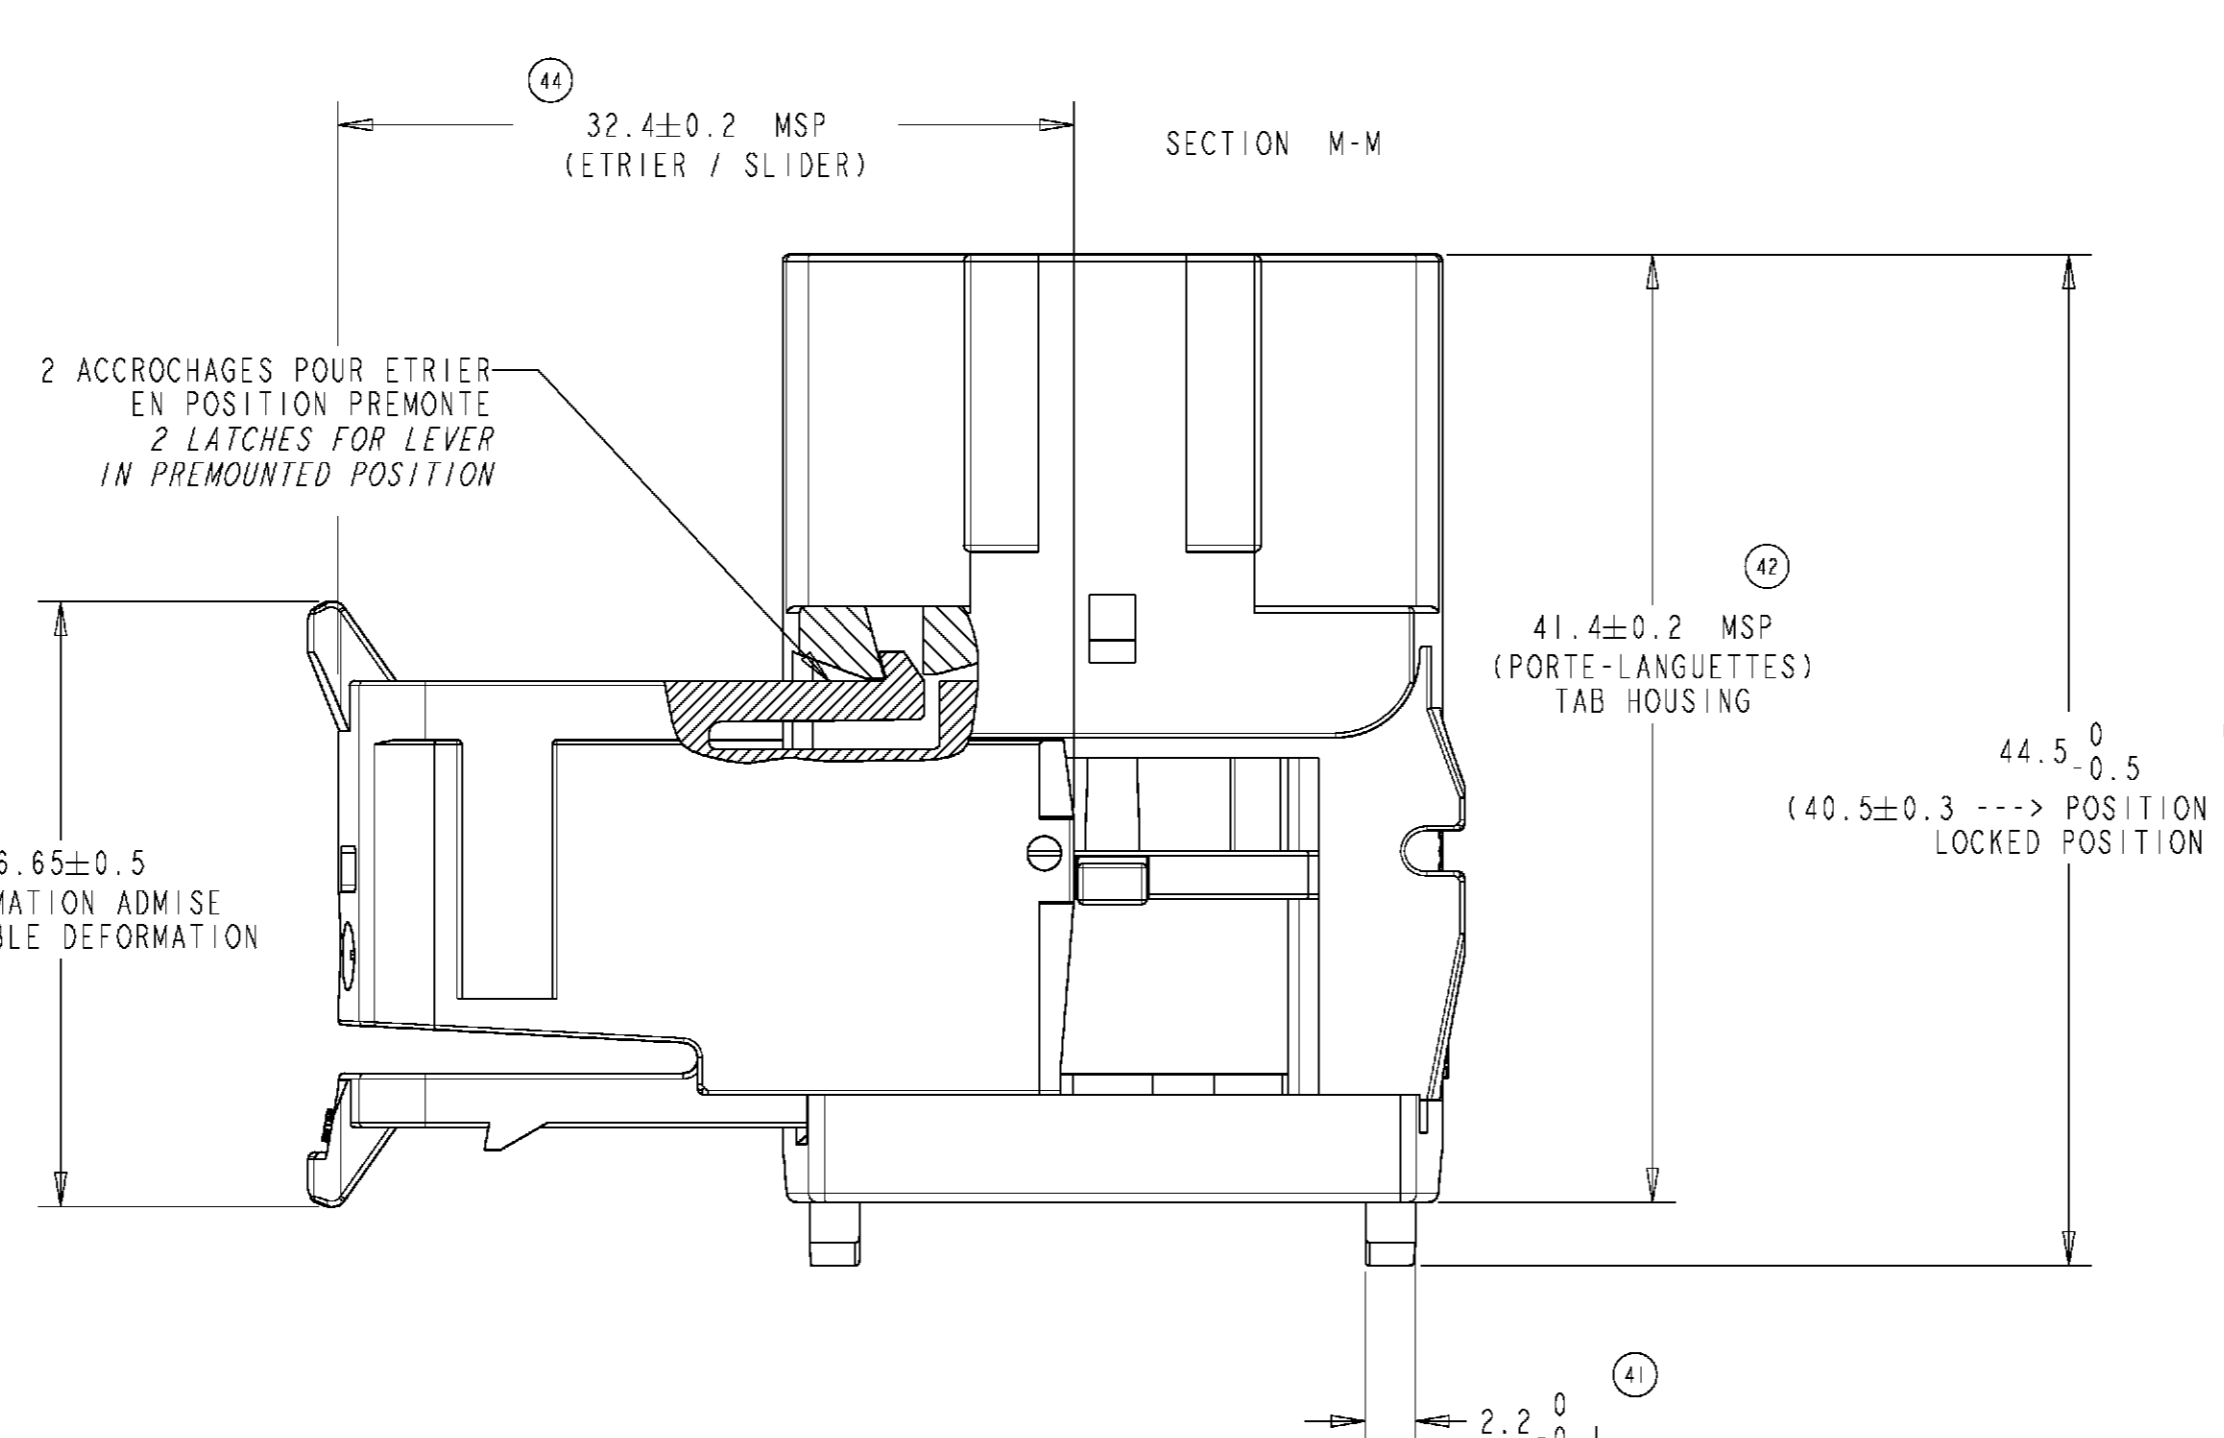 44
32.4±0.2 MSP
(ETRIER / SLIDER)
SECTION M-M
2 ACCROCHAGES POUR ETRIER
EN POSITION PREMONTE
2 LATCHES FOR LEVER
IN PREMOUNTED POSITION
42
41.4±0.2 MSP
(PORTE-LANGUETTES)
TAB HOUSING
0
44.5 -0.5
(40.5±0.3 ---> POSITION
LOCKED POSITION
6.65±0.5
MATION ADMISE
BLE DEFORMATION
41
0
2.2